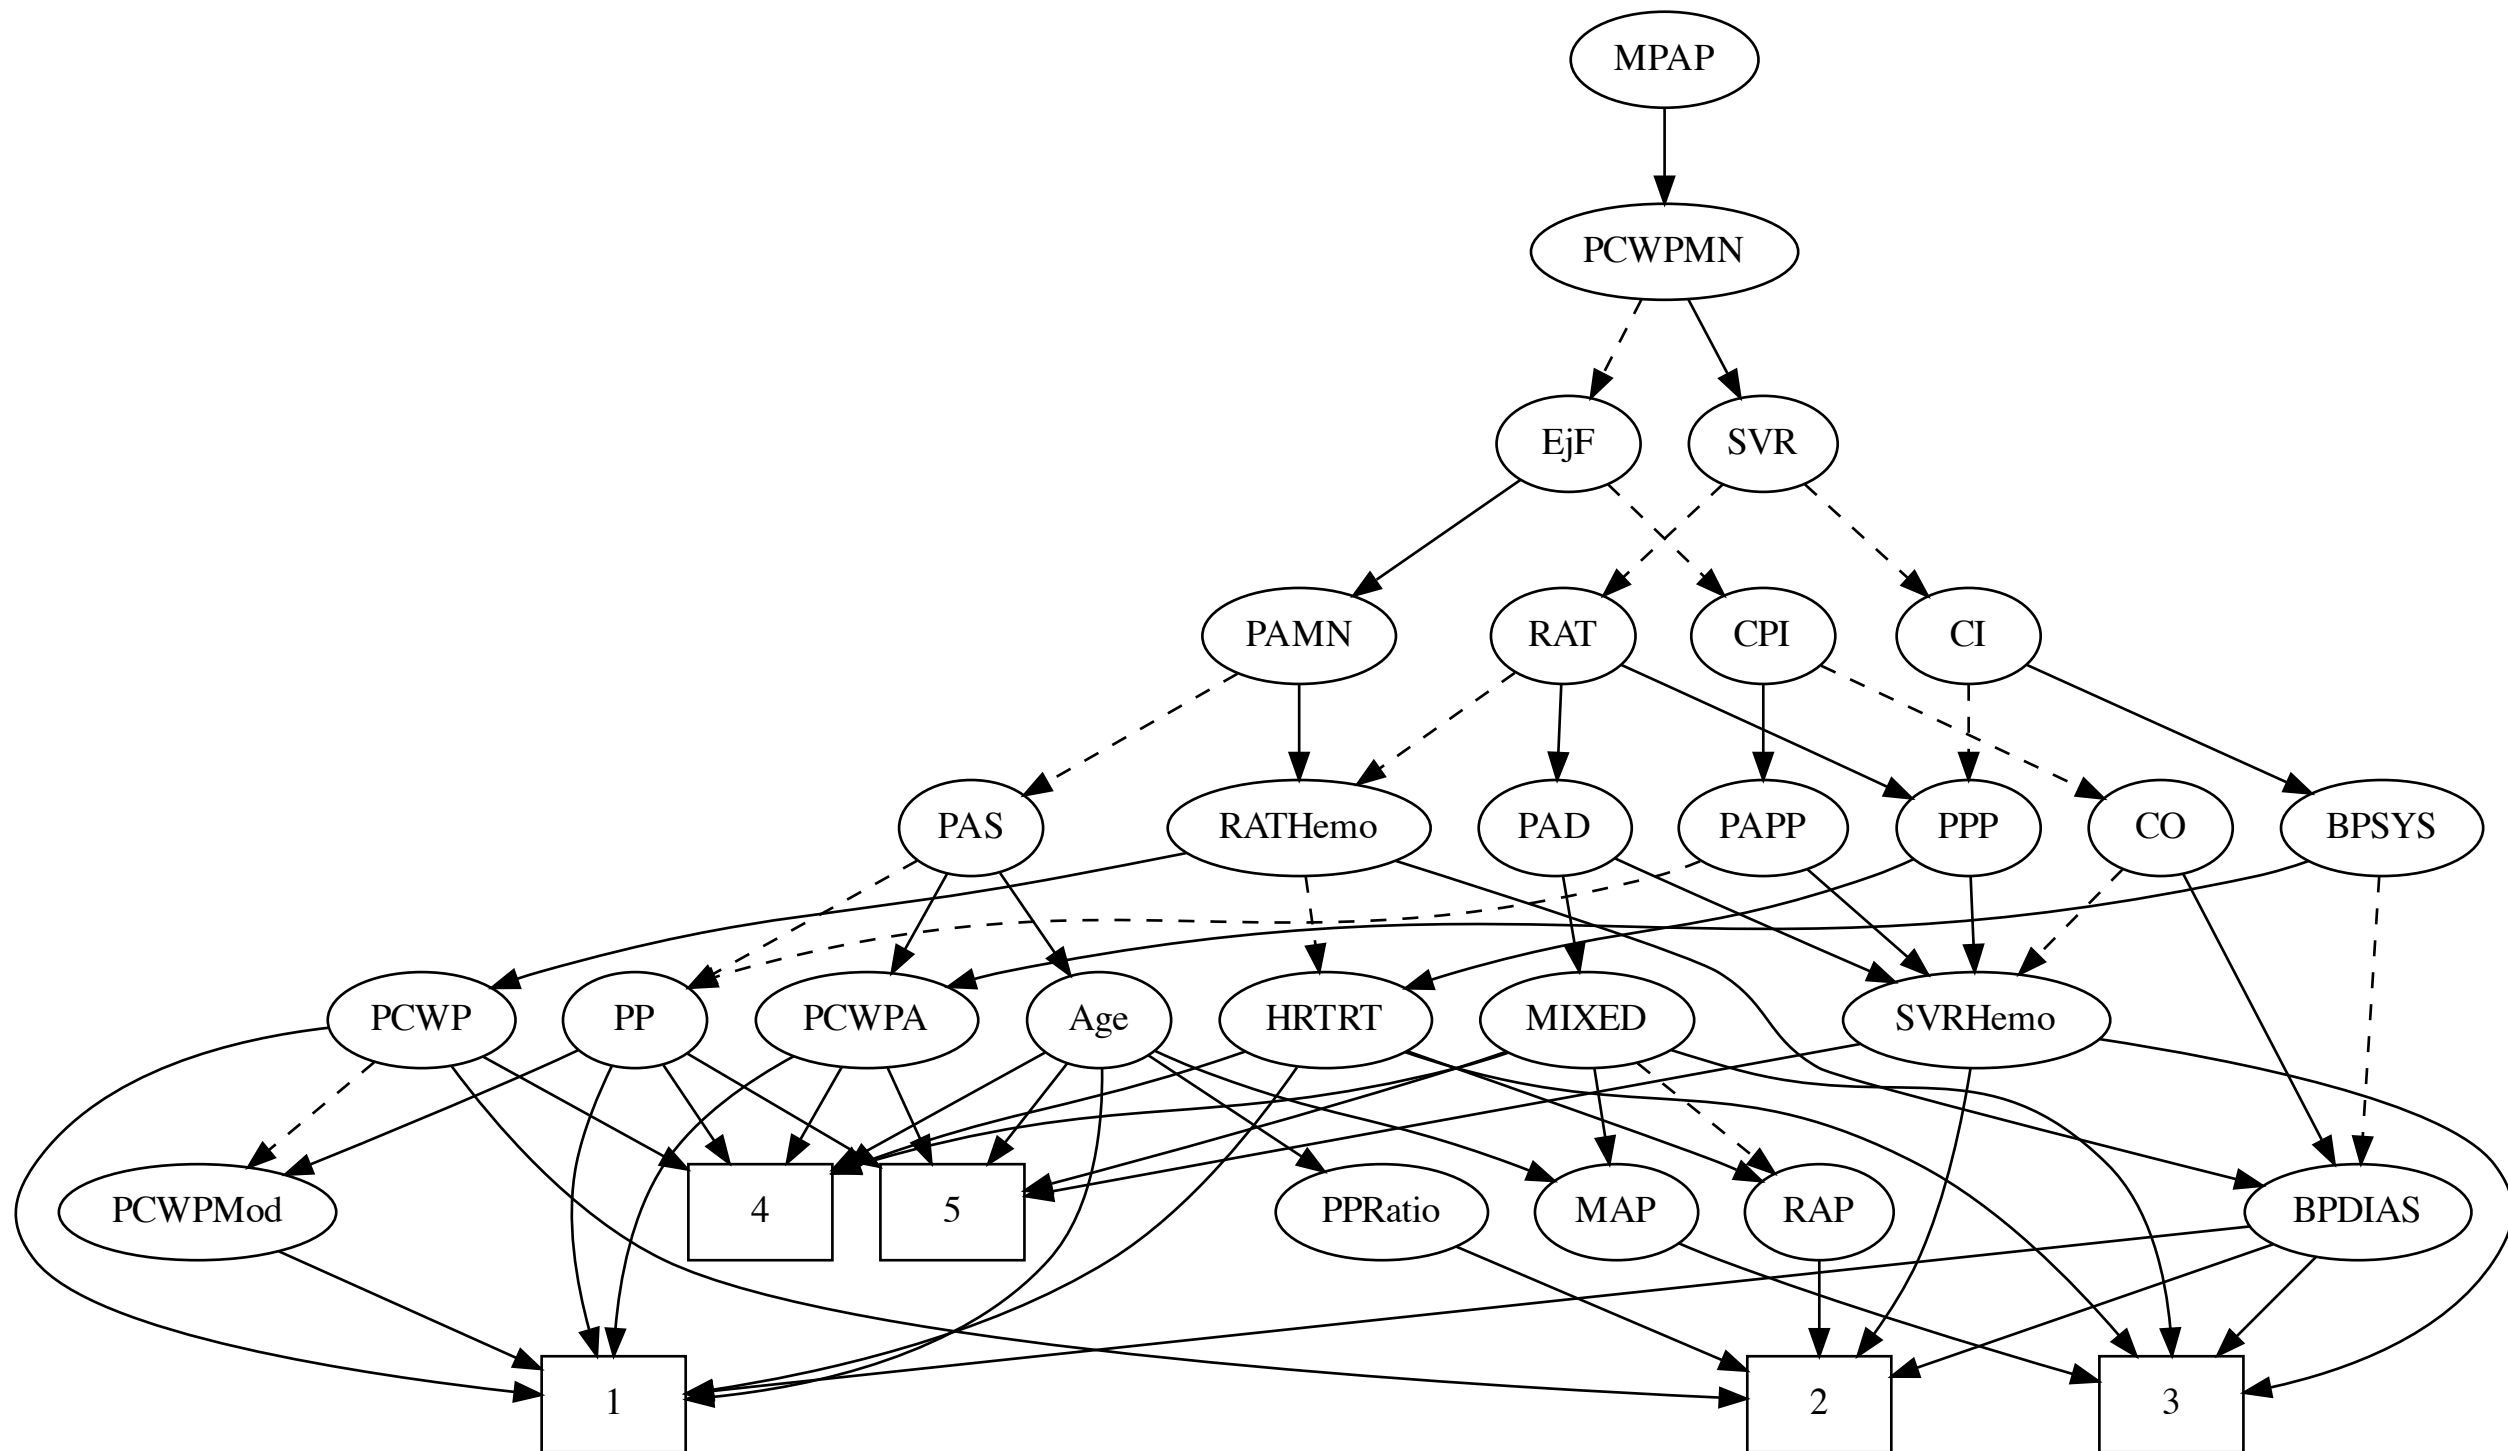 MPAP
PCWPMN
EjF
SVR
PAMN
RAT
CPI
CI
PAS
RATHemo
PAD
PAPP
PPP
CO
BPSYS
PCWP
PP
PCWPA
Age
HRTRT
MIXED
SVRHemo
PCWPMod
4
5
PPRatio
MAP
RAP
BPDIAS
1
2
3